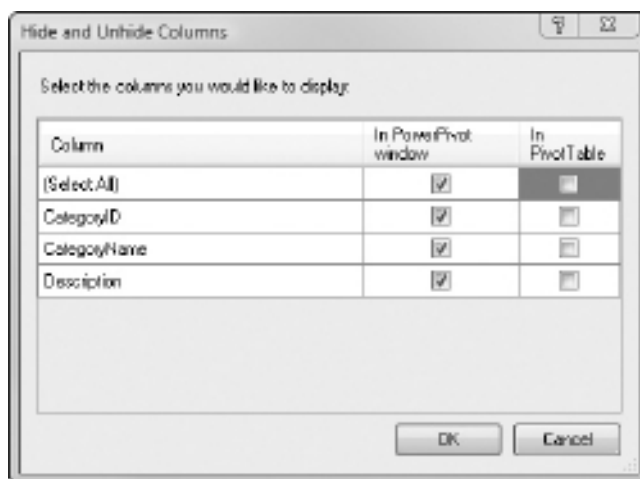 Hide and Unhide Columns
Select the columns you would like to display:
Column
In PowerPivot
window
In
PivotTable
(Select All)
CategoryID
CategoryName
Description
OK
Cancel